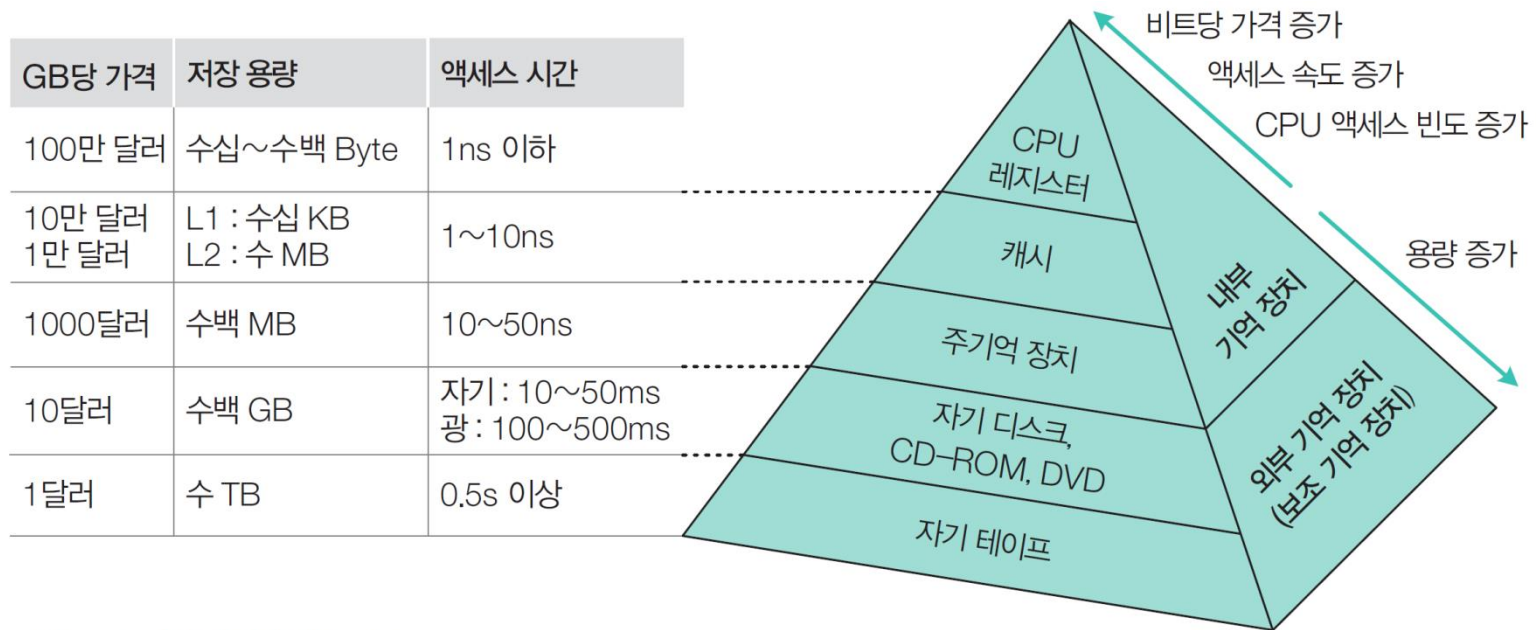 GB당 가격 저장 용량 액세스 시간
100만 달러 수십~수백 Byte 1ns 이하
10만 달러 L1 : 수십 KB
1만 달러 L2 : 수 MB
1~10ns
1000달러 수백 MB 10~50ns
10달러 수백 GB
자기 : 10~50ms
광 : 100~500ms
1달러 수 TB 0.5s 이상
CPU
레지스터
캐시
주기억 장치
자기 디스크,
CD-ROM, DVD
자기 테이프
내부
기억 장치
외부 기억 장치
(보조 기억 장치)
비트당 가격 증가
액세스 속도 증가
CPU 액세스 빈도 증가
용량 증가